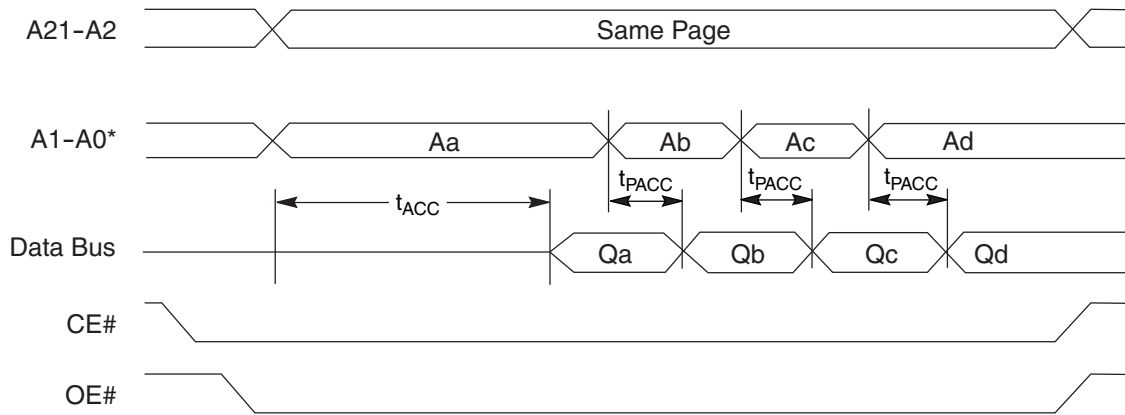 A21–A2
Same Page
A1–A0*
Aa
Ab
Ac
Ad
tACC
tPACC
tPACC
tPACC
Data Bus
Qa
Qb
Qc
Qd
CE#
OE#